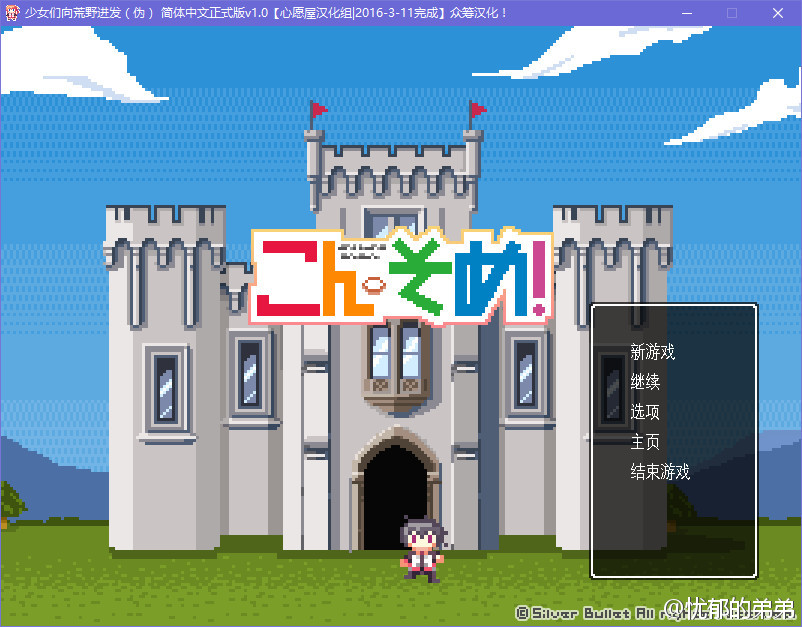 少女们向荒野进发（伪） 简体中文正式版v1.0【心愿屋汉化组|2016-3-11完成】众筹汉化！
こん。そめ!
新游戏
继续
选项
主页
结束游戏
©Silver Bullet All
@忧郁的弟弟